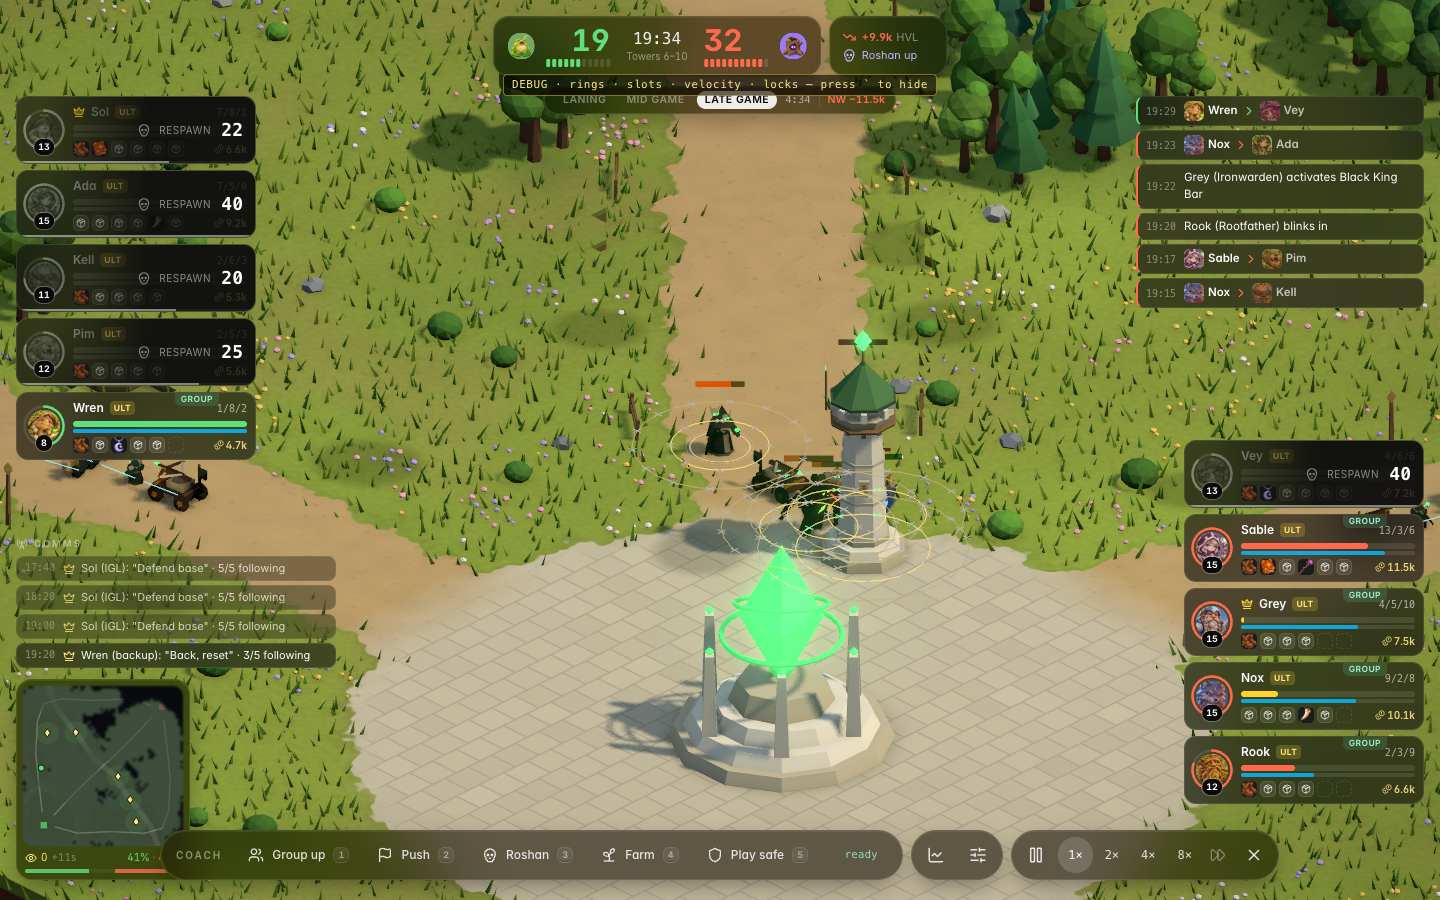 19
19:34
32
Towers 6–10
+9.9k HVL
Roshan up
DEBUG · rings · slots · velocity · locks — press ` to hide
LANING MID GAME LATE GAME 4:34 NW −11.5k
Sol ULT 7/8/1
RESPAWN 22
13
6.6k
Ada ULT 7/5/0
RESPAWN 40
15
9.2k
Kell ULT 2/6/3
RESPAWN 20
11
5.3k
Pim ULT 2/5/3
RESPAWN 25
12
5.6k
GROUP
Wren ULT 1/8/2
8
4.7k
19:29 Wren > Vey
19:23 Nox > Ada
19:22 Grey (Ironwarden) activates Black King
Bar
19:20 Rook (Rootfather) blinks in
19:17 Sable > Pim
19:15 Nox > Kell
Vey ULT 4/6/6
RESPAWN 40
13
7.2k
GROUP
Sable ULT 13/3/6
15
11.5k
GROUP
Grey ULT 4/5/10
15
7.5k
GROUP
Nox ULT 9/2/8
15
10.1k
GROUP
Rook ULT 2/3/9
12
6.6k
COMMS
17:40 Sol (IGL): "Defend base" · 5/5 following
18:20 Sol (IGL): "Defend base" · 5/5 following
19:00 Sol (IGL): "Defend base" · 5/5 following
19:20 Wren (backup): "Back, reset" · 3/5 following
0 +11s 41% ·
COACH Group up 1 Push 2 Roshan 3 Farm 4 Play safe 5 ready
1× 2× 4× 8×